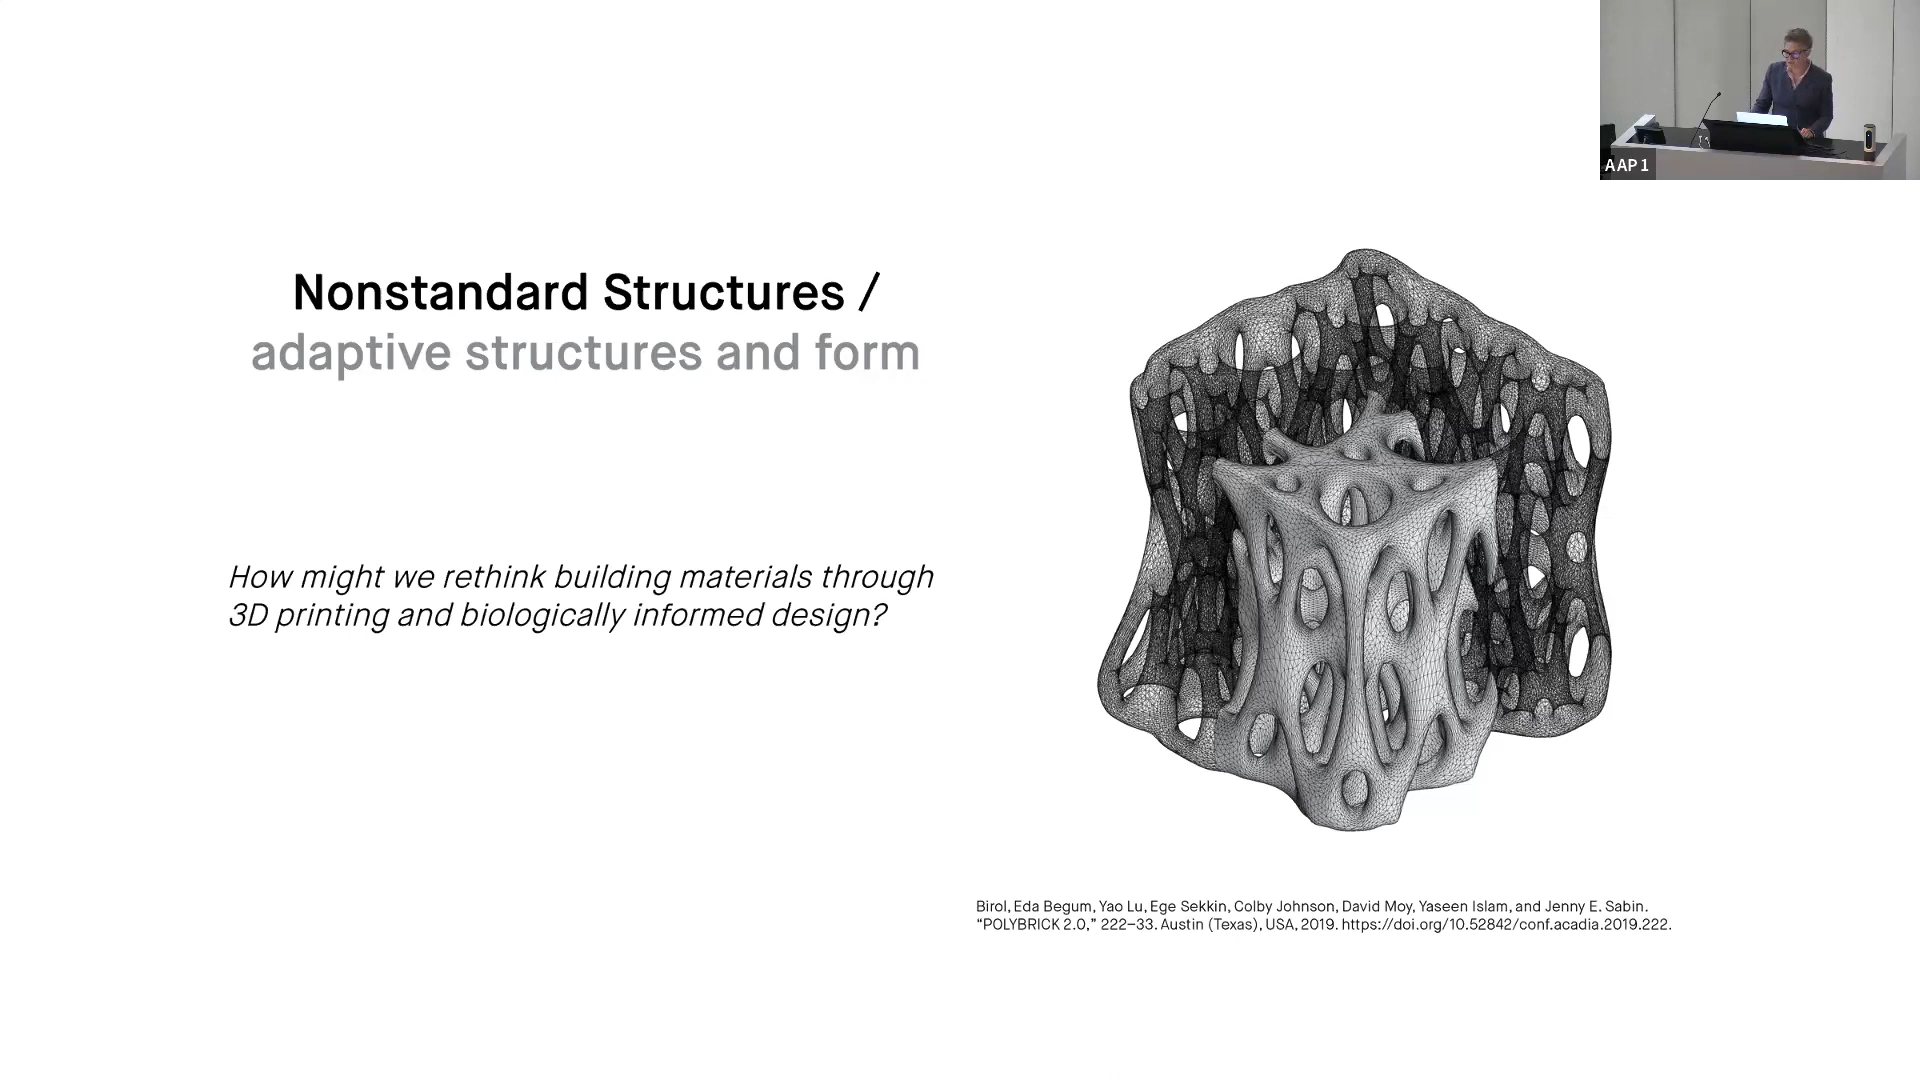 AAP 1
Nonstandard Structures /
adaptive structures and form
How might we rethink building materials through
3D printing and biologically informed design?
Birol, Eda Begum, Yao Lu, Ege Sekkin, Colby Johnson, David Moy, Yaseen Islam, and Jenny E. Sabin.
“POLYBRICK 2.0,” 222–33. Austin (Texas), USA, 2019. https://doi.org/10.52842/conf.acadia.2019.222.